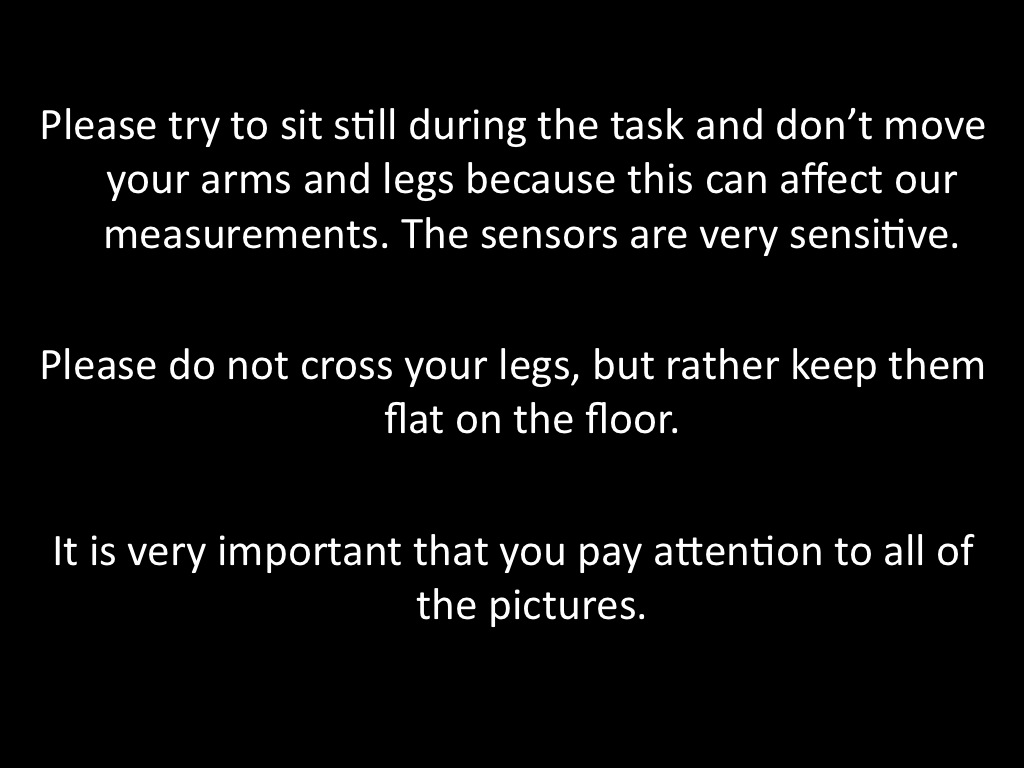 Please try to sit still during the task and don’t move
your arms and legs because this can affect our
measurements. The sensors are very sensitive.
Please do not cross your legs, but rather keep them
flat on the floor.
It is very important that you pay attention to all of
the pictures.